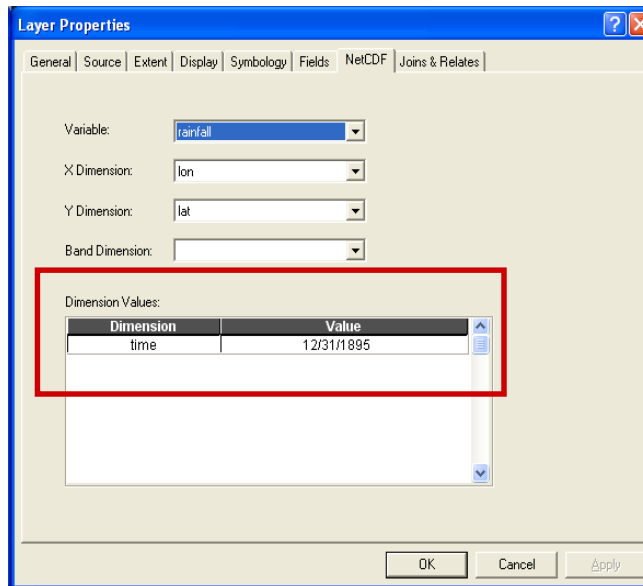 Layer Properties
General Source Extent Display Symbology Fields NetCDF Joins & Relates
Variable: rainfall
X Dimension: lon
Y Dimension: lat
Band Dimension:
Dimension Values:
Dimension Value
time 12/31/1895
OK Cancel Apply